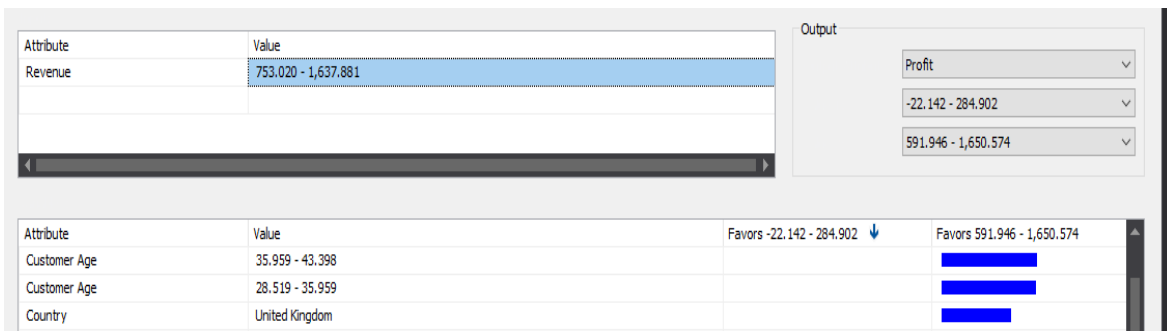 Output
Attribute Value
Revenue 753.020 - 1,637.881
Profit
-22.142 - 284.902
591.946 - 1,650.574
Attribute Value Favors -22.142 - 284.902 Favors 591.946 - 1,650.574
Customer Age 35.959 - 43.398
Customer Age 28.519 - 35.959
Country United Kingdom